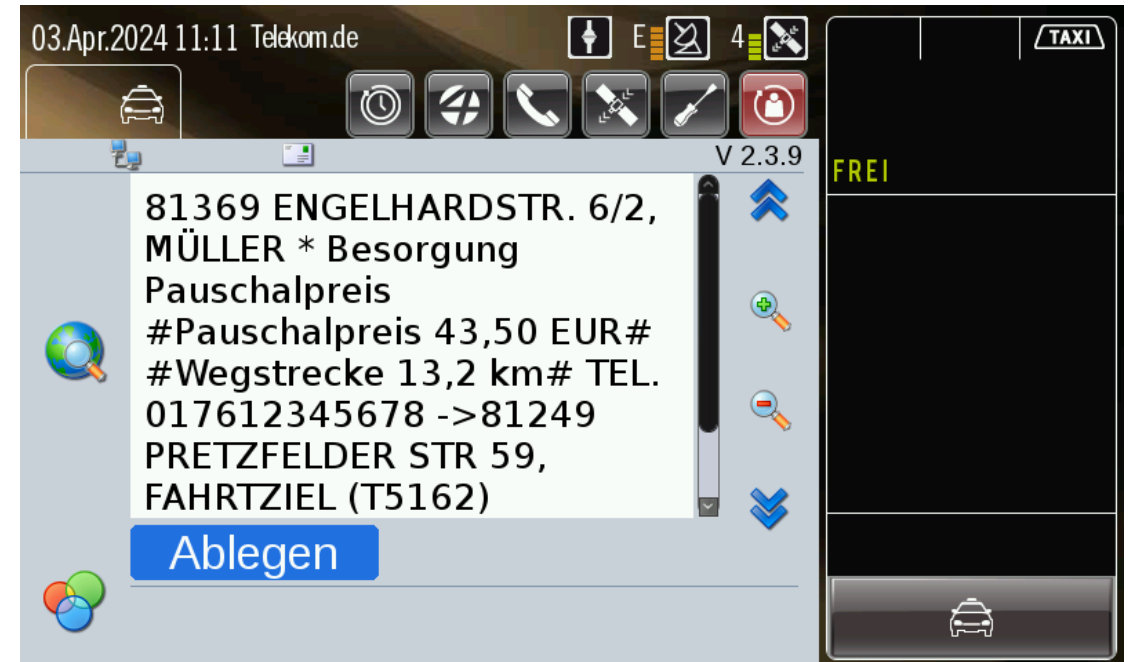 03.Apr.2024 11:11 Telekom.de E 4 TAXI
V 2.3.9
FREI
81369 ENGELHARDSTR. 6/2,
MÜLLER * Besorgung
Pauschalpreis
#Pauschalpreis 43,50 EUR#
#Wegstrecke 13,2 km# TEL.
017612345678 ->81249
PRETZFELDER STR 59,
FAHRTZIEL (T5162)
Ablegen